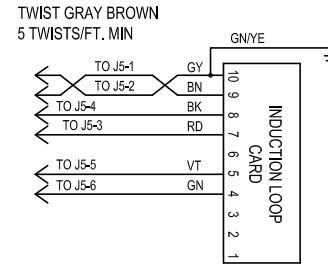 TWIST GRAY BROWN
5 TWISTS/FT. MIN
GN/YE
TO J5-1 GY 10
TO J5-2 BN 9
TO J5-4 BK 8
TO J5-3 RD 7
6
TO J5-5 VT 5
TO J5-6 GN 4
3
2
1
INDUCTION LOOP
CARD